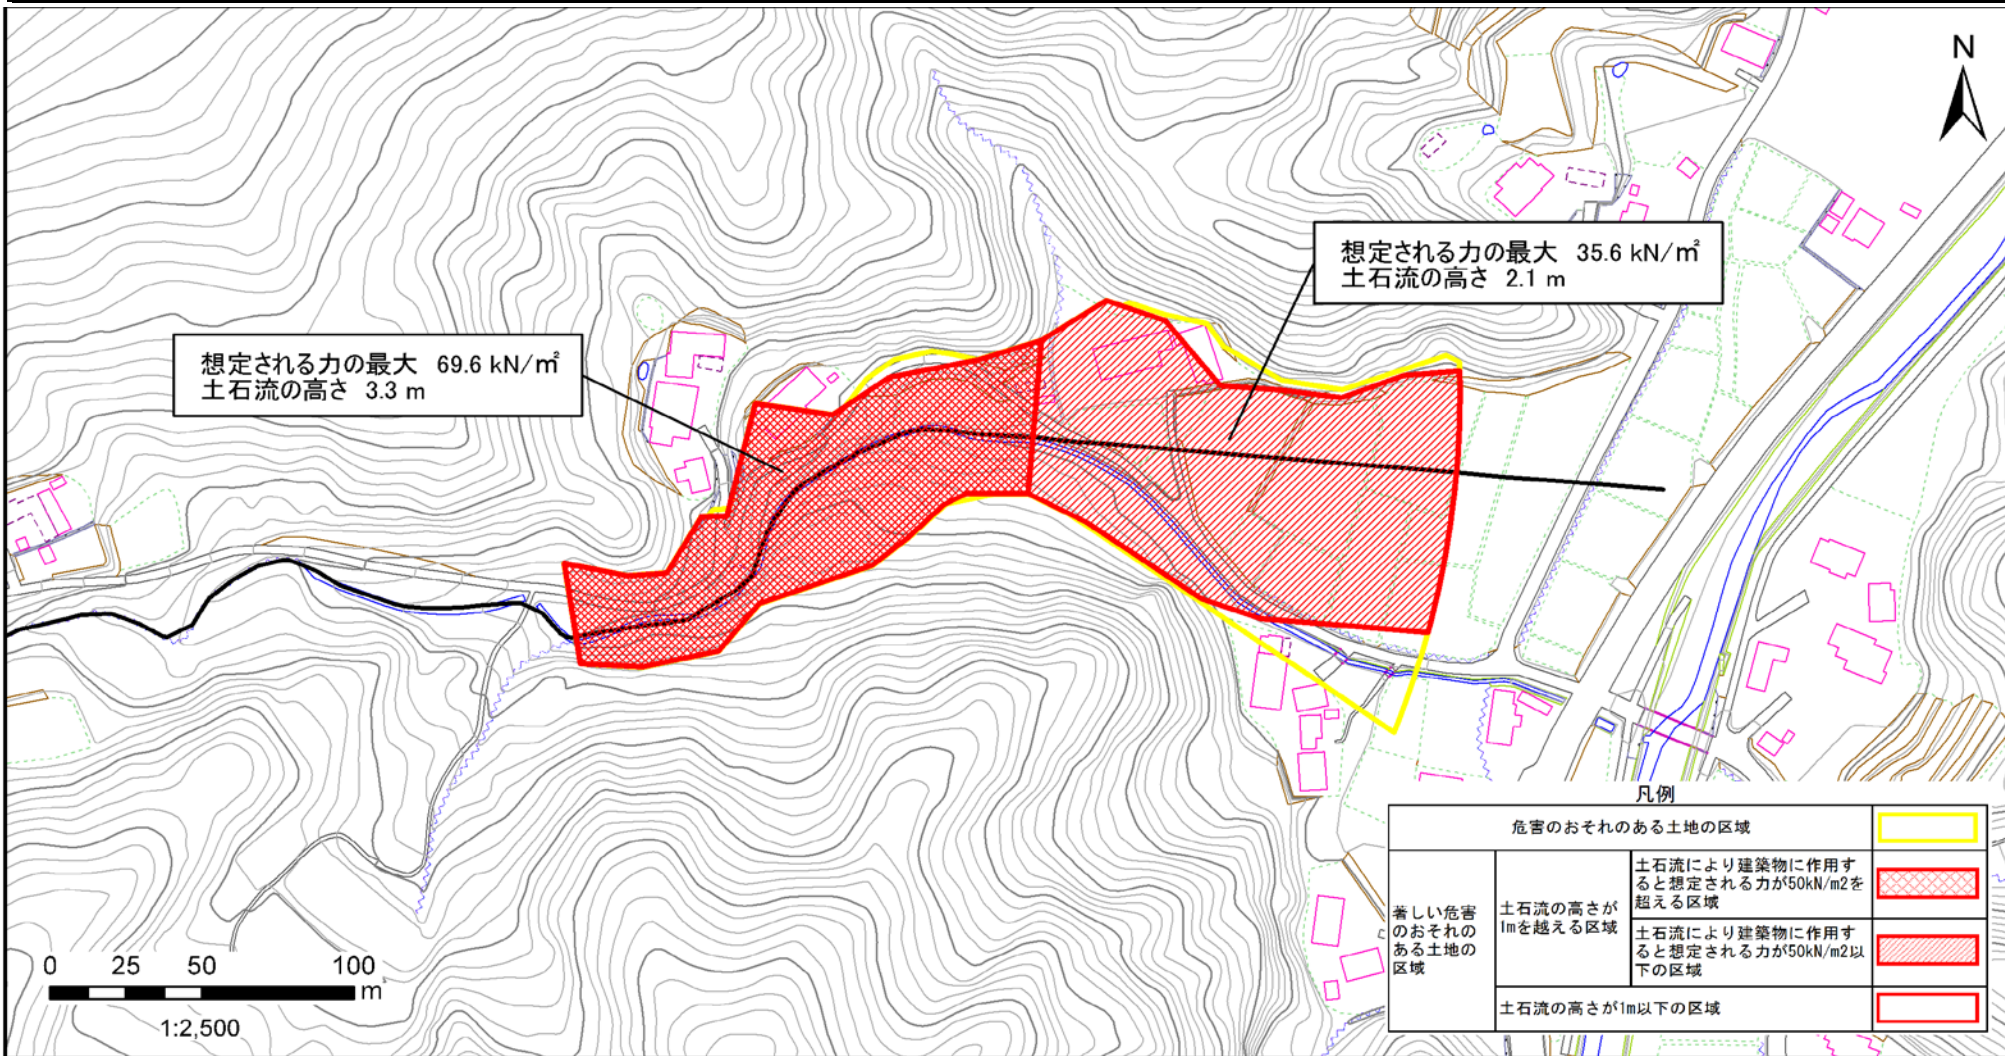 N
想定される力の最大 35.6 kN/㎡
土石流の高さ 2.1 m
想定される力の最大 69.6 kN/㎡
土石流の高さ 3.3 m
凡例
危害のおそれのある土地の区域
著しい危害
のおそれの
ある土地の
区域
土石流の高さが
1mを越える区域
土石流により建築物に作用す
ると想定される力が50kN/m2を
超える区域
土石流により建築物に作用す
ると想定される力が50kN/m2以
下の区域
土石流の高さが1m以下の区域
0 25 50 100
m
1:2,500